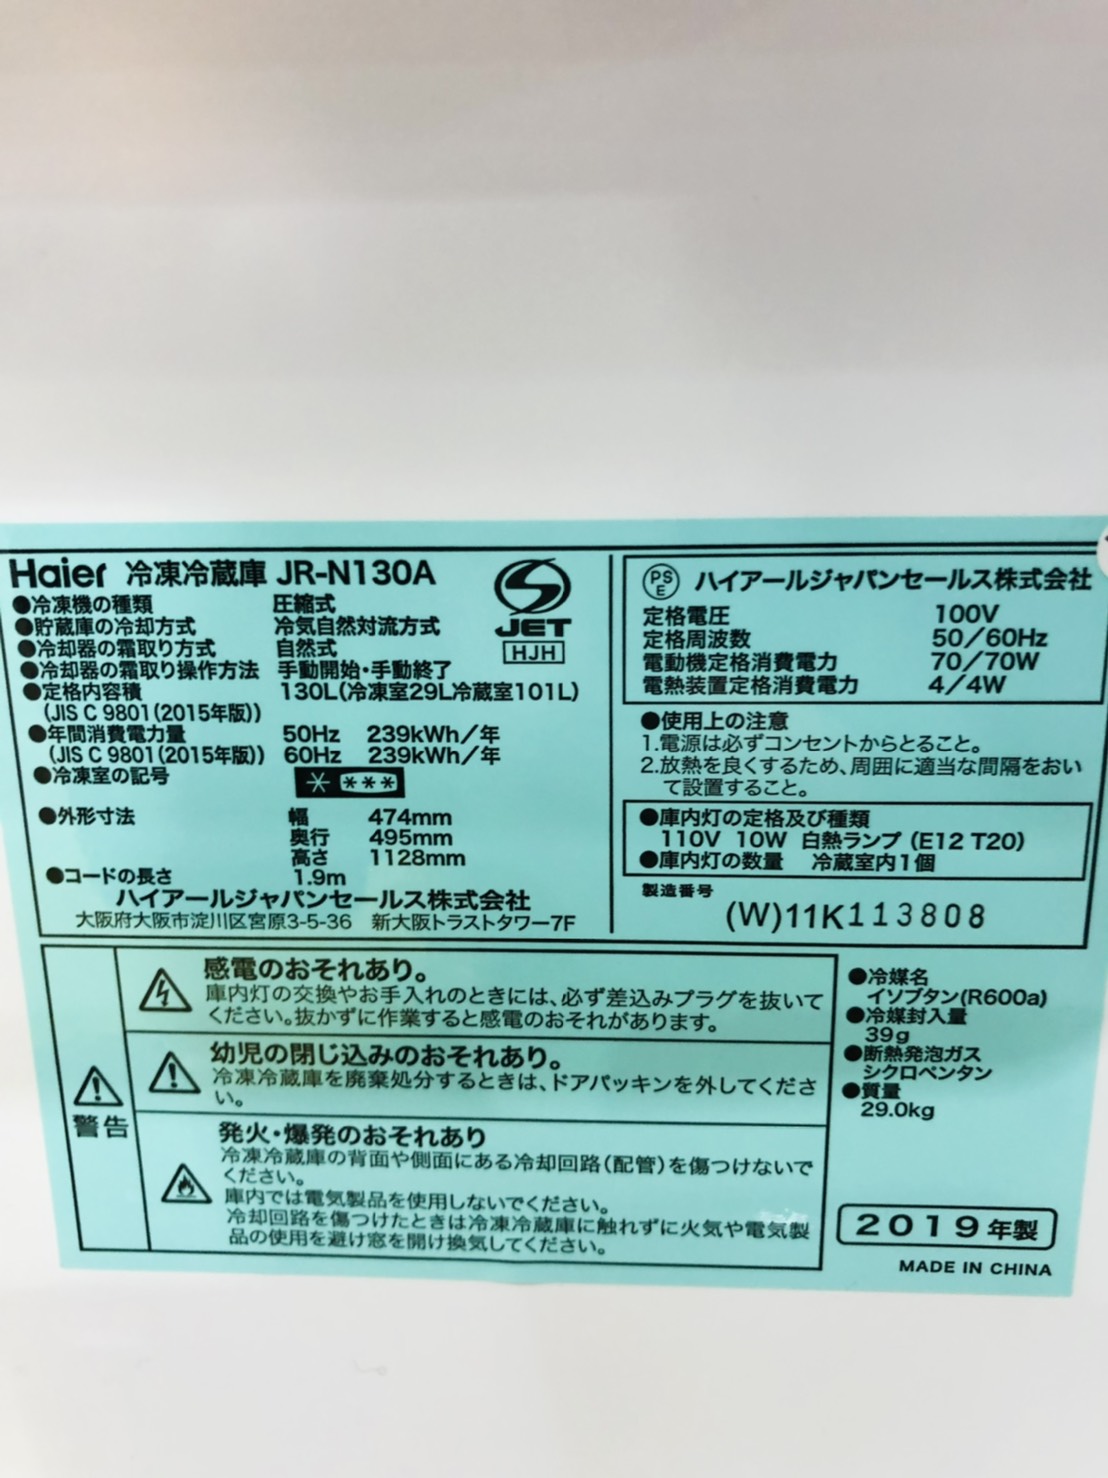 Haier 冷凍冷蔵庫 JR-N130A
●冷凍機の種類 圧縮式
●貯蔵庫の冷却方式 冷気自然対流方式
●冷却器の霜取り方式 自然式
●冷却器の霜取り操作方法 手動開始・手動終了
●定格内容積 130L(冷凍室29L冷蔵室101L)
(JIS C 9801(2015年版))
●年間消費電力量 50Hz 239kWh/年
(JIS C 9801(2015年版)) 60Hz 239kWh/年
●冷凍室の記号 * ***
●外形寸法 幅 474mm
奥行 495mm
高さ 1128mm
●コードの長さ 1.9m
ハイアールジャパンセールス株式会社
大阪府大阪市淀川区宮原3-5-36 新大阪トラストタワー7F
JET
HJH
PSE ハイアールジャパンセールス株式会社
定格電圧 100V
定格周波数 50/60Hz
電動機定格消費電力 70/70W
電熱装置定格消費電力 4/4W
●使用上の注意
1.電源は必ずコンセントからとること。
2.放熱を良くするため、周囲に適当な間隔をおい
て設置すること。
●庫内灯の定格及び種類
110V 10W 白熱ランプ (E12 T20)
●庫内灯の数量 冷蔵室内1個
製造番号
(W)11K113808
警告
感電のおそれあり。
庫内灯の交換やお手入れのときには、必ず差込みプラグを抜いて
ください。抜かずに作業すると感電のおそれがあります。
幼児の閉じ込みのおそれあり。
冷凍冷蔵庫を廃棄処分するときは、ドアパッキンを外してくださ
い。
発火・爆発のおそれあり
冷凍冷蔵庫の背面や側面にある冷却回路(配管)を傷つけないで
ください。
庫内では電気製品を使用しないでください。
冷却回路を傷つけたときは冷凍冷蔵庫に触れずに火気や電気製
品の使用を避け窓を開け換気してください。
●冷媒名
イソブタン(R600a)
●冷媒封入量
39g
●断熱発泡ガス
シクロペンタン
●質量
29.0kg
2019年製
MADE IN CHINA